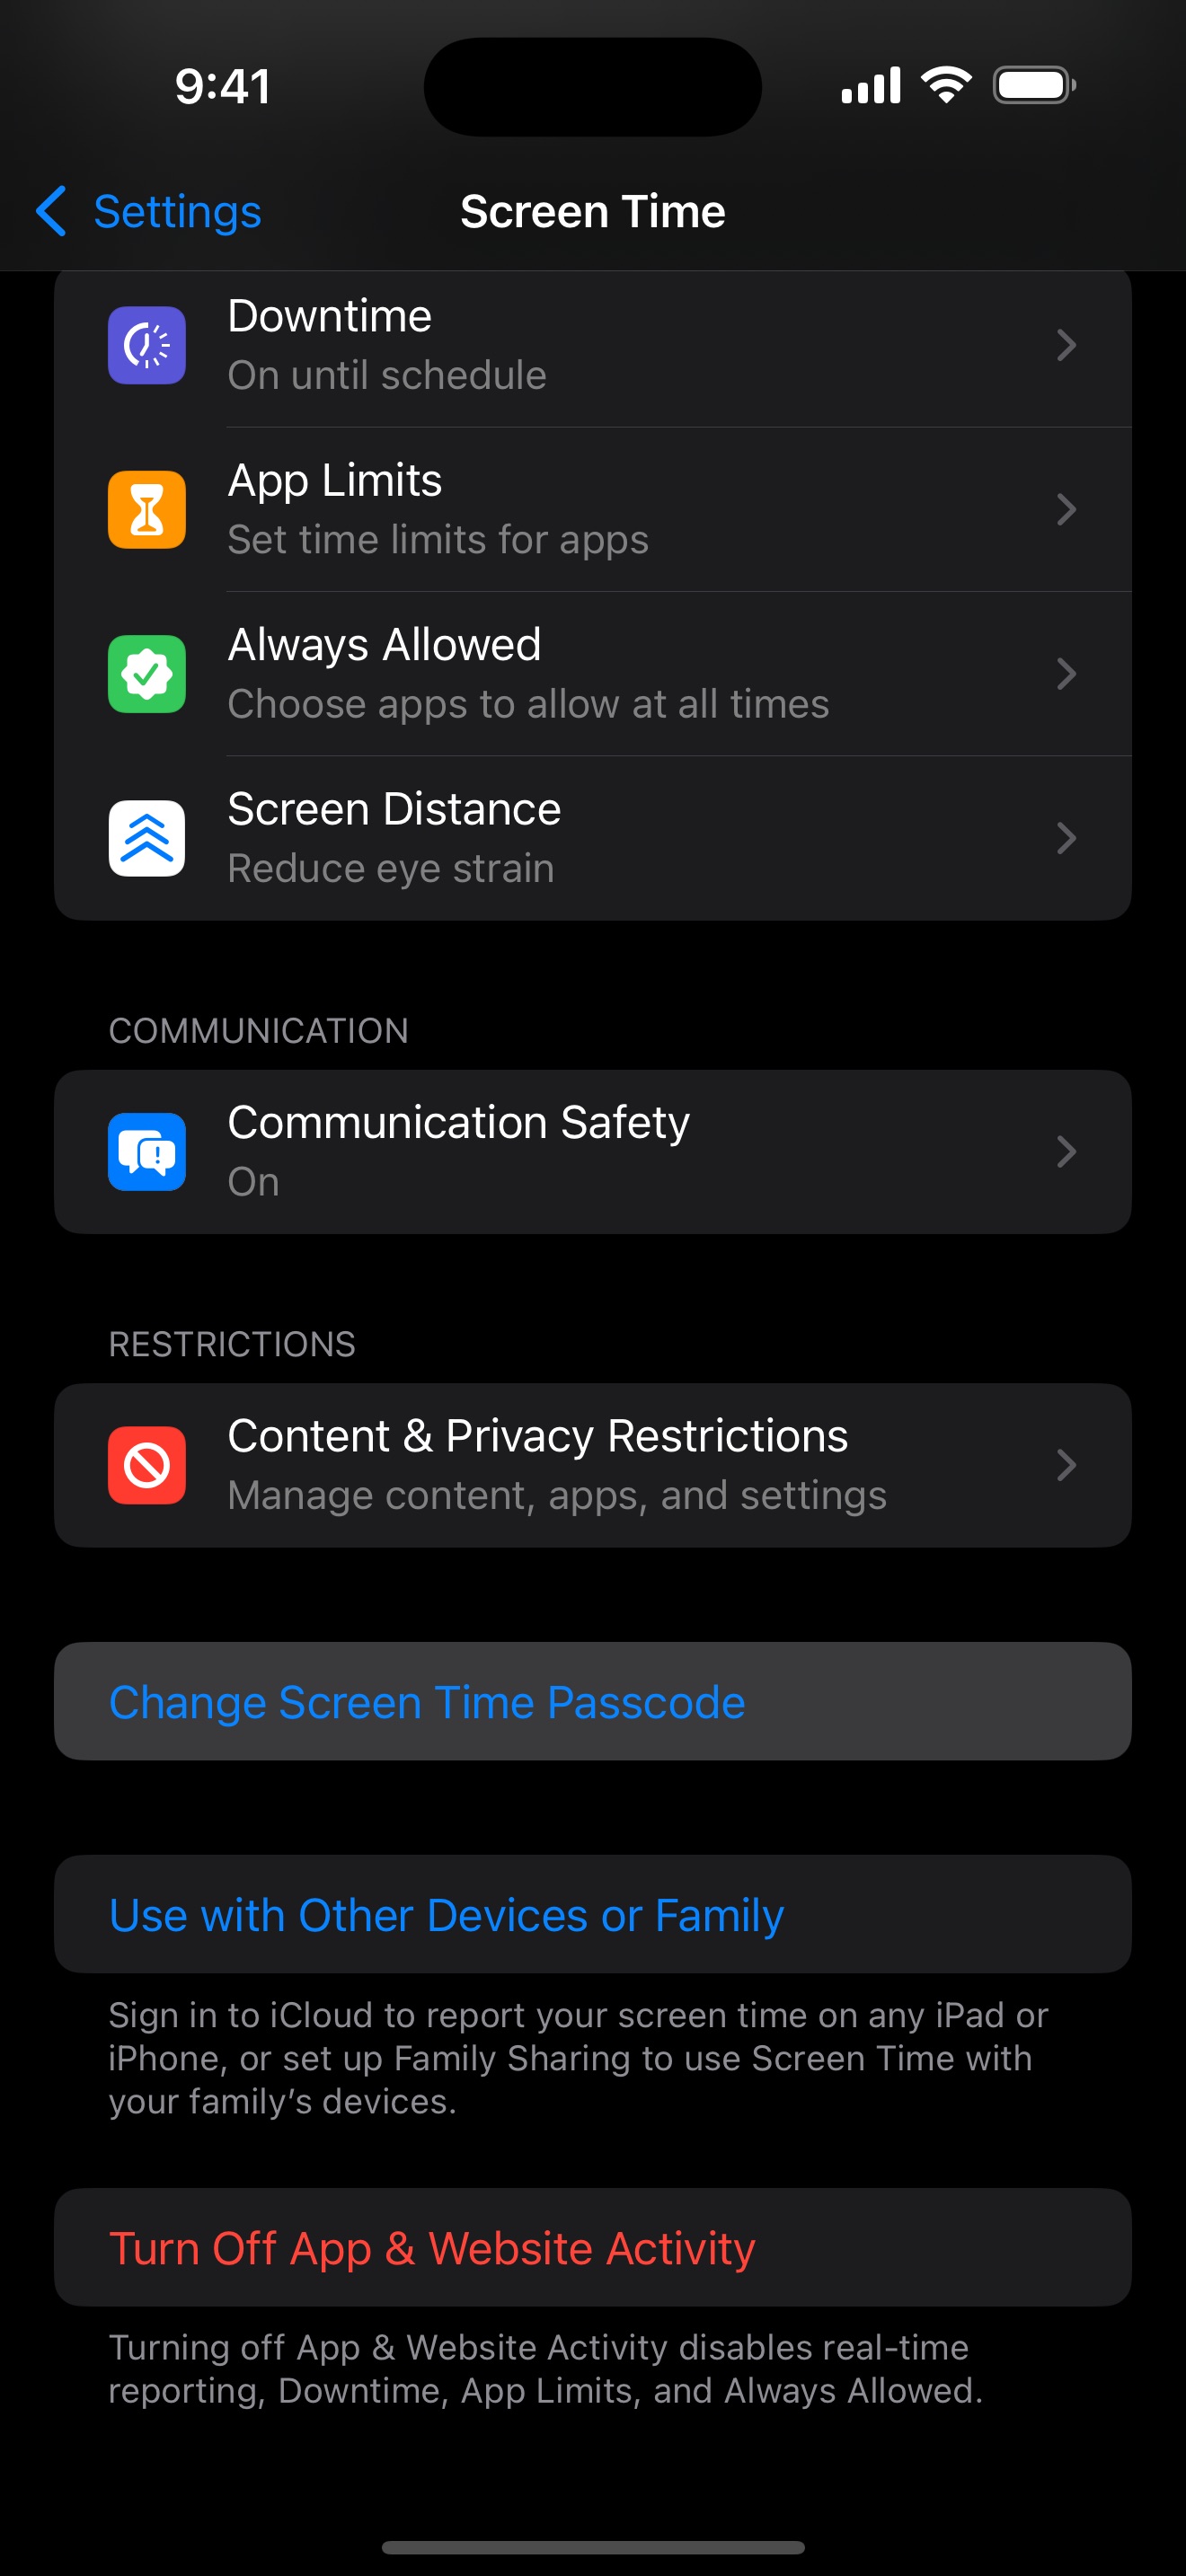 9:41
Settings
Screen Time
Downtime
On until schedule
App Limits
Set time limits for apps
Always Allowed
Choose apps to allow at all times
Screen Distance
Reduce eye strain
COMMUNICATION
Communication Safety
On
RESTRICTIONS
Content & Privacy Restrictions
Manage content, apps, and settings
Change Screen Time Passcode
Use with Other Devices or Family
Sign in to iCloud to report your screen time on any iPad or
iPhone, or set up Family Sharing to use Screen Time with
your family’s devices.
Turn Off App & Website Activity
Turning off App & Website Activity disables real-time
reporting, Downtime, App Limits, and Always Allowed.